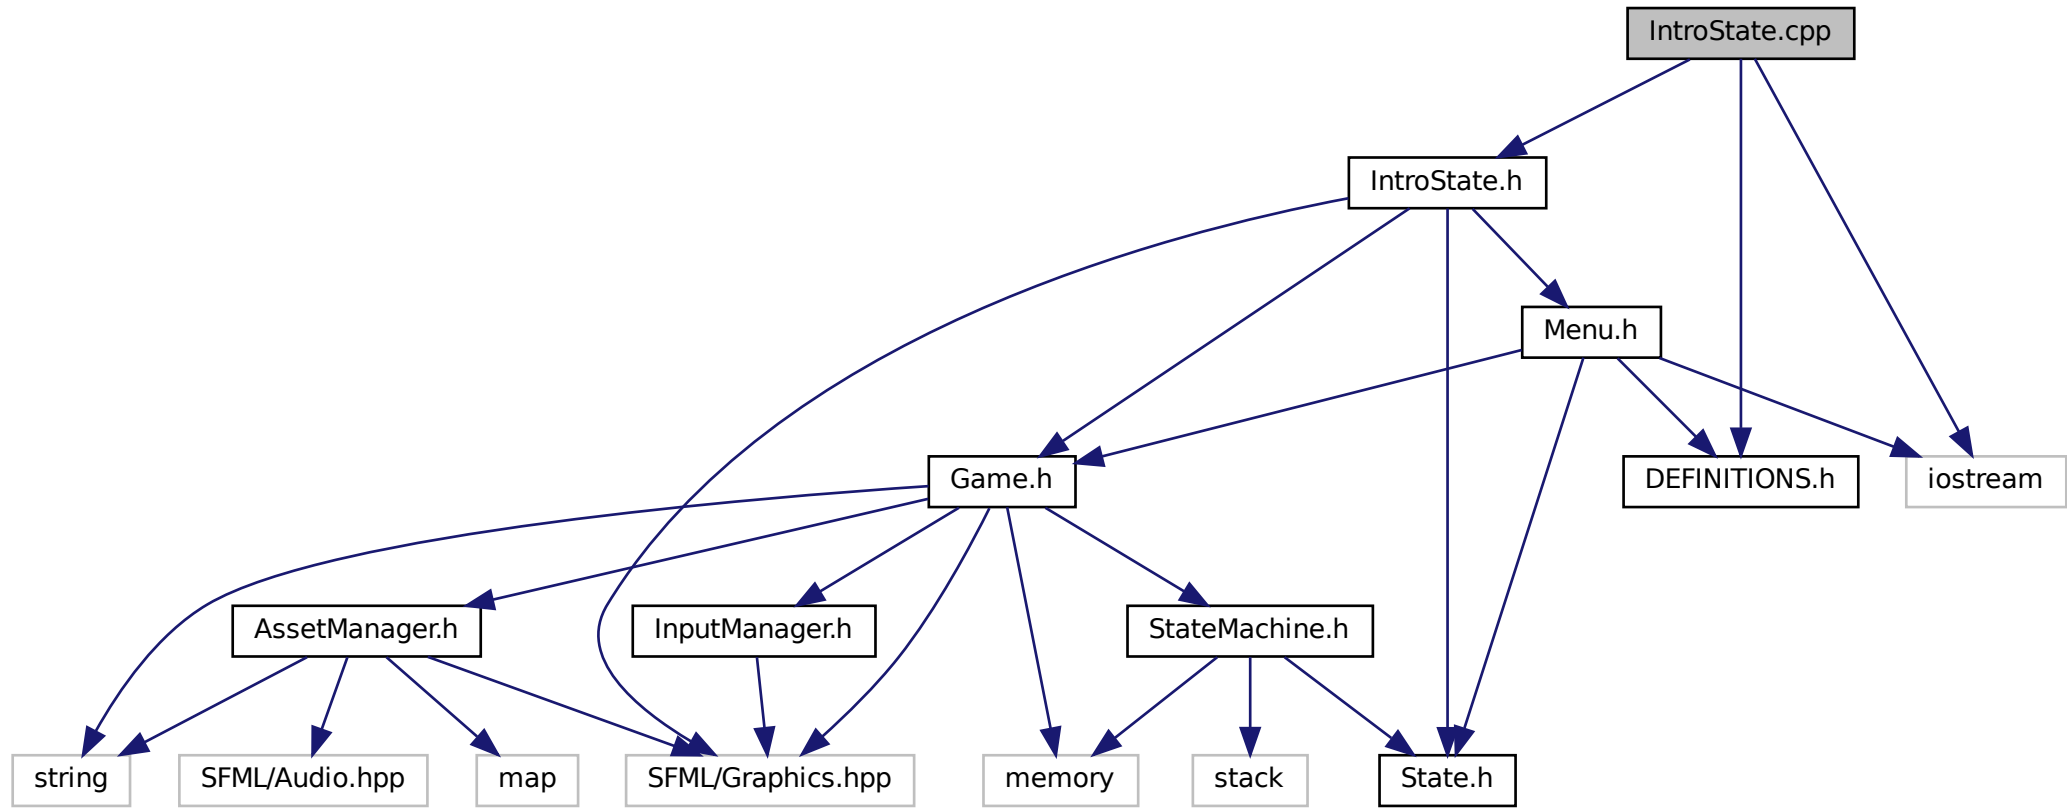 IntroState.cpp
IntroState.h
Menu.h
Game.h
DEFINITIONS.h
iostream
AssetManager.h
InputManager.h
StateMachine.h
string
SFML/Audio.hpp
map
SFML/Graphics.hpp
memory
stack
State.h